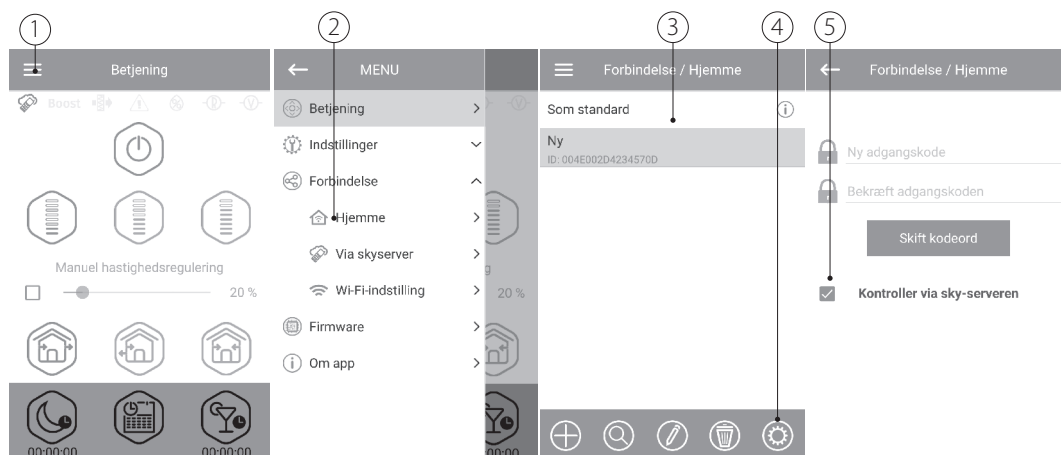 1
2
3
4
5
Betjening
Boost
Manuel hastighedsregulering
20 %
00:00:00
00:00:00
MENU
Betjening
Indstillinger
Forbindelse
Hjemme
Via skyserver
Wi-Fi-indstilling
Firmware
Om app
g
20 %
00:00
Forbindelse / Hjemme
Som standard
Ny
ID: 004E002D4234570D
Forbindelse / Hjemme
Ny adgangskode
Bekræft adgangskoden
Skift kodeord
Kontroller via sky-serveren